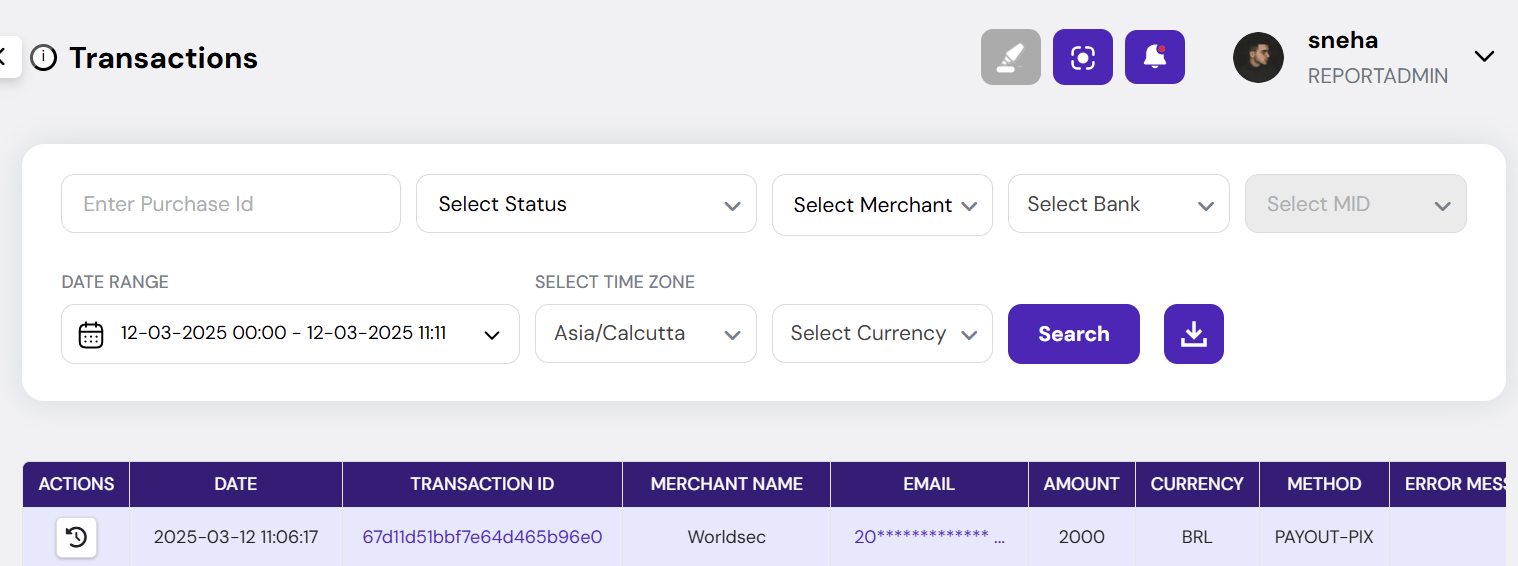 Transactions
sneha
REPORTADMIN
Enter Purchase Id
Select Status
Select Merchant
Select Bank
Select MID
DATE RANGE
SELECT TIME ZONE
12-03-2025 00:00 - 12-03-2025 11:11
Asia/Calcutta
Select Currency
Search
ACTIONS DATE TRANSACTION ID MERCHANT NAME EMAIL AMOUNT CURRENCY METHOD ERROR MESS
2025-03-12 11:06:17 67d11d51bbf7e64d465b96e0 Worldsec 20************* ... 2000 BRL PAYOUT-PIX